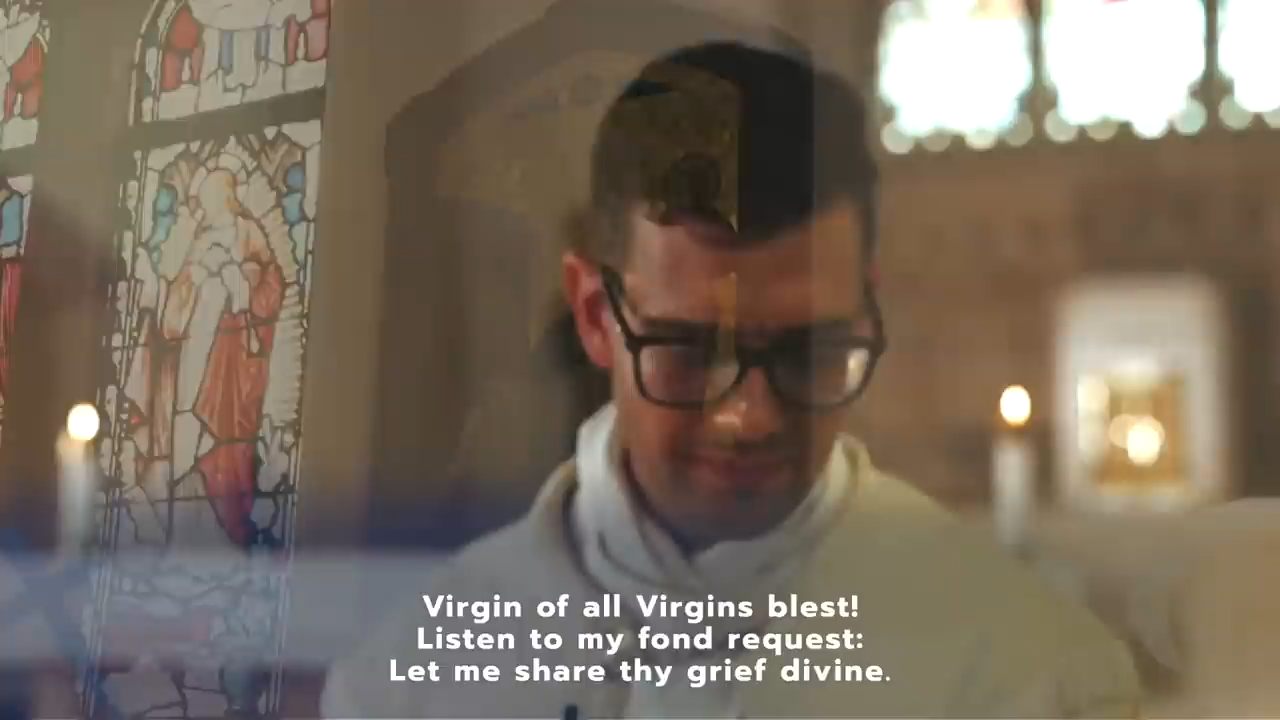 Virgin of all Virgins blest!
Listen to my fond request:
Let me share thy grief divine.